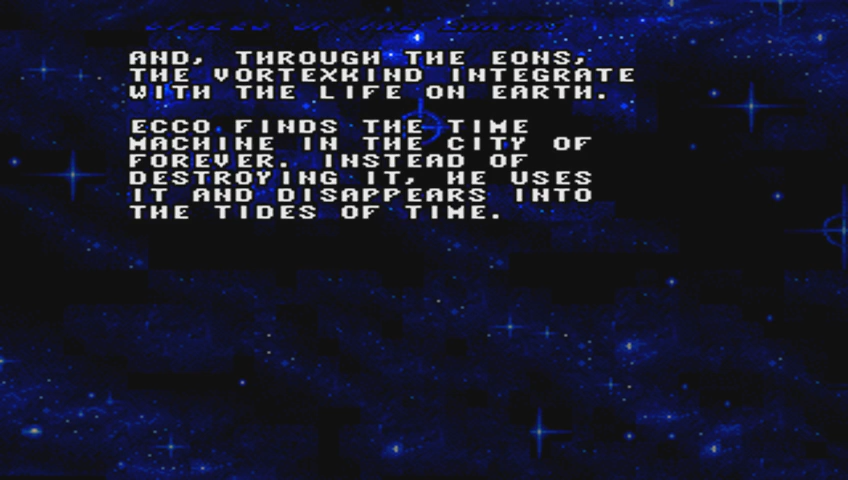 AND, THROUGH THE EONS,
THE VORTEXKIND INTEGRATE
WITH THE LIFE ON EARTH.
ECCO FINDS THE TIME
MACHINE IN THE CITY OF
FOREVER. INSTEAD OF
DESTROYING IT, HE USES
IT AND DISAPPEARS INTO
THE TIDES OF TIME.